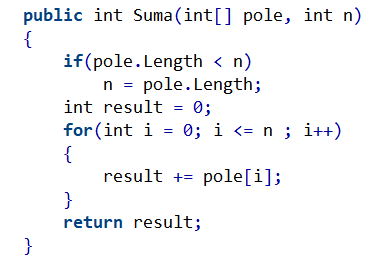 public int Suma(int[] pole, int n)
{
    if(pole.Length < n)
        n = pole.Length;
    int result = 0;
    for(int i = 0; i <= n ; i++)
    {
        result += pole[i];
    }
    return result;
}